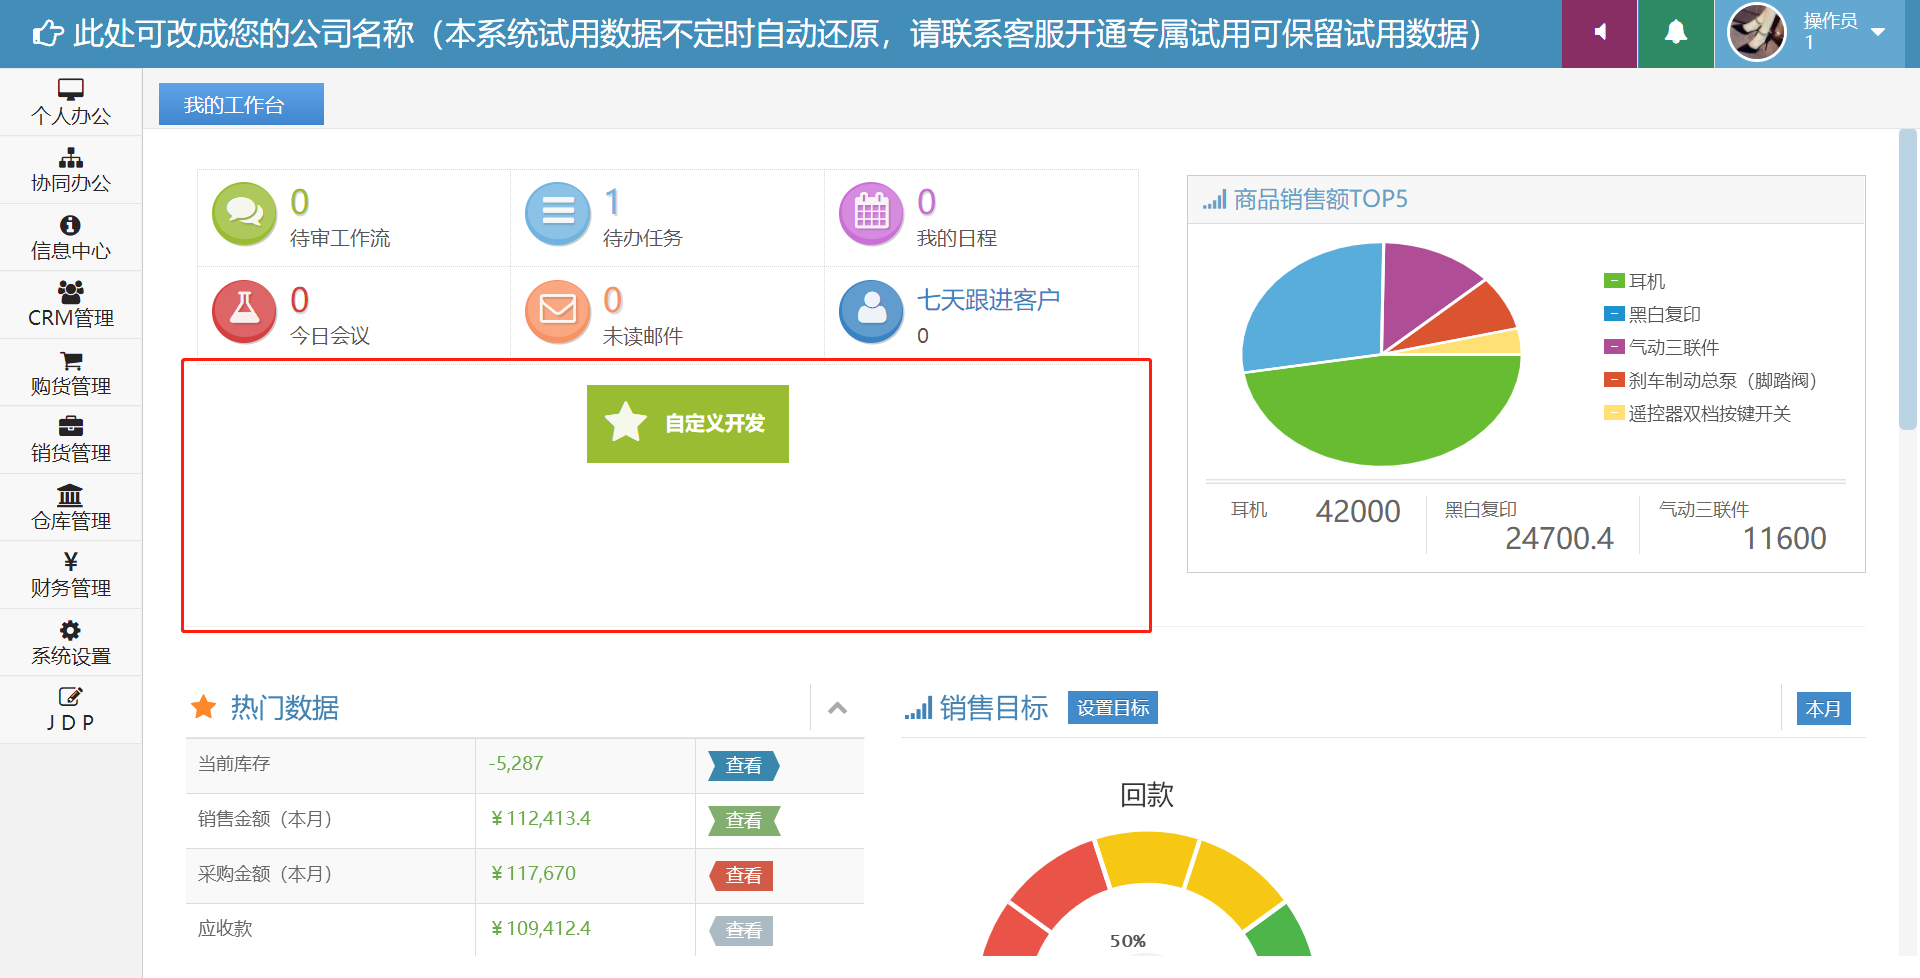 此处可改成您的公司名称（本系统试用数据不定时自动还原，请联系客服开通专属试用可保留试用数据）
操作员
1
个人办公
协同办公
信息中心
CRM管理
购货管理
销货管理
仓库管理
¥
财务管理
系统设置
J D P
我的工作台
0
待审工作流
1
待办任务
0
我的日程
0
今日会议
0
未读邮件
七天跟进客户
0
自定义开发
商品销售额TOP5
耳机
黑白复印
气动三联件
刹车制动总泵（脚踏阀）
遥控器双档按键开关
耳机 42000
黑白复印
24700.4
气动三联件
11600
热门数据
当前库存 -5,287 查看
销售金额（本月） ¥112,413.4 查看
采购金额（本月） ¥117,670 查看
应收款 ¥109,412.4 查看
销售目标 设置目标 本月
回款
50%